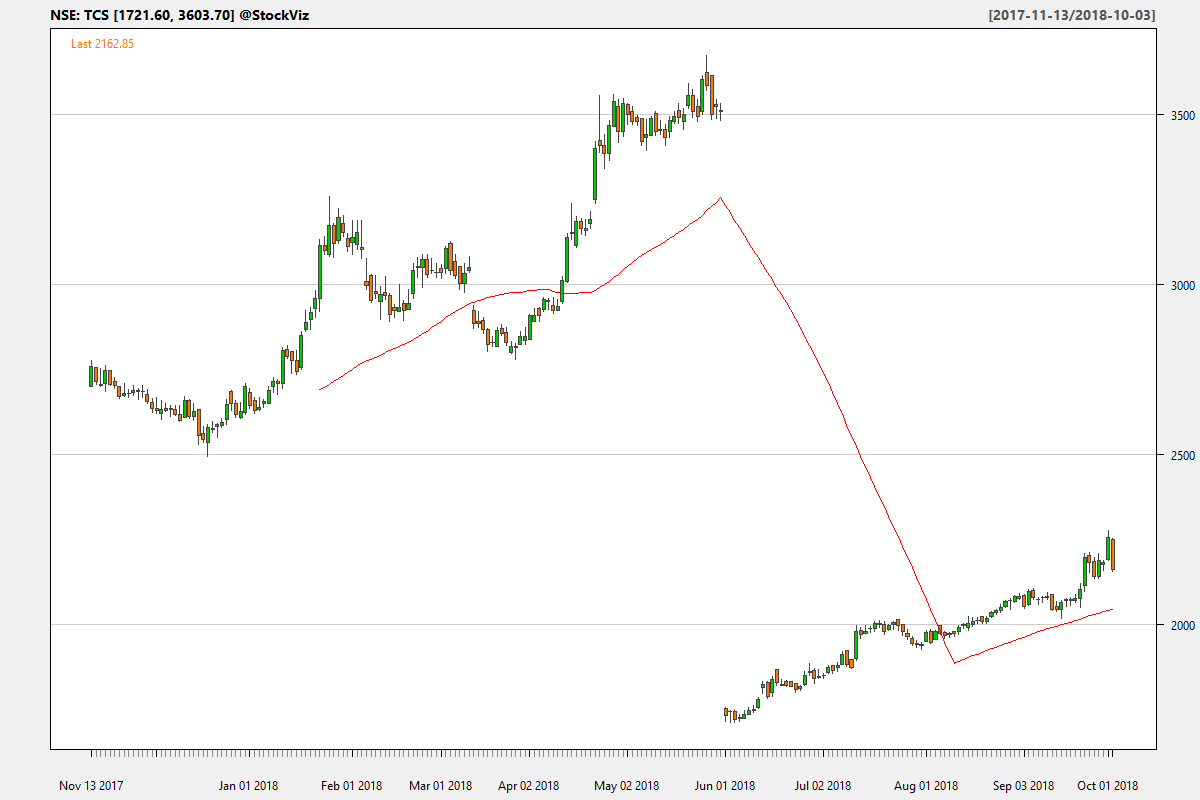 NSE: TCS [1721.60, 3603.70] @StockViz
[2017-11-13/2018-10-03]
Last 2162.85
3500
3000
2500
2000
Nov 13 2017 Jan 01 2018 Feb 01 2018 Mar 01 2018 Apr 02 2018 May 02 2018 Jun 01 2018 Jul 02 2018 Aug 01 2018 Sep 03 2018 Oct 01 2018